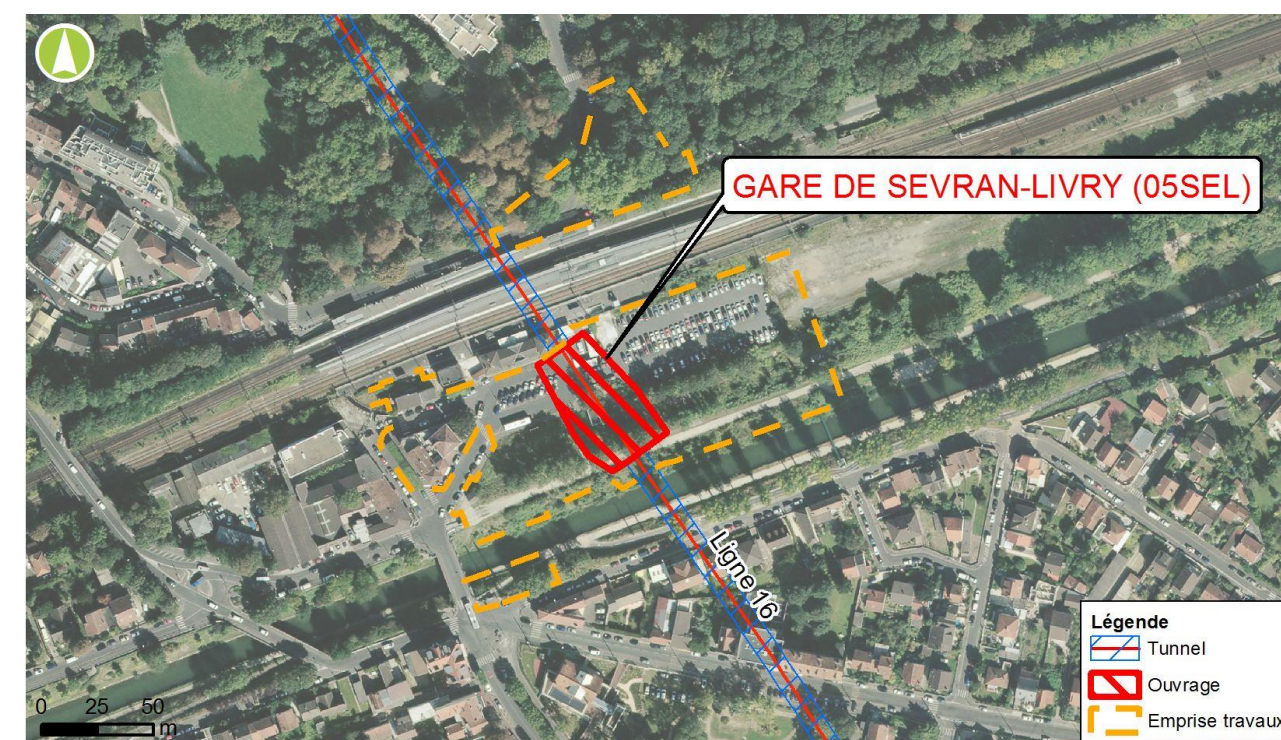 GARE DE SEVRAN-LIVRY (05SEL)
Ligne 16
Légende
Tunnel
Ouvrage
Emprise travaux
0 25 50
m